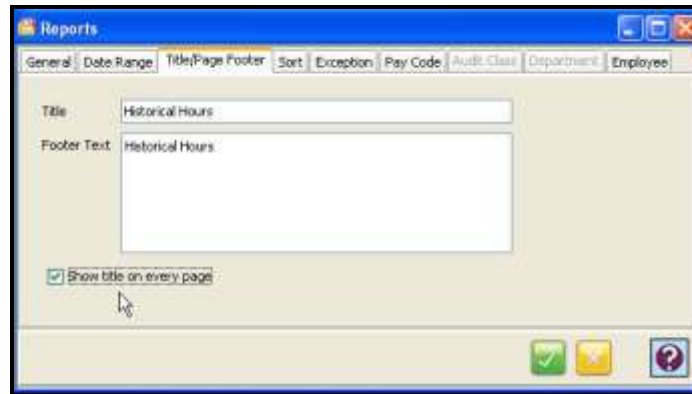 Reports
General Date Range Title/Page Footer Sort Exception Pay Code Audit Class Department Employee
Title Historical Hours
Footer Text Historical Hours
Show title on every page
?